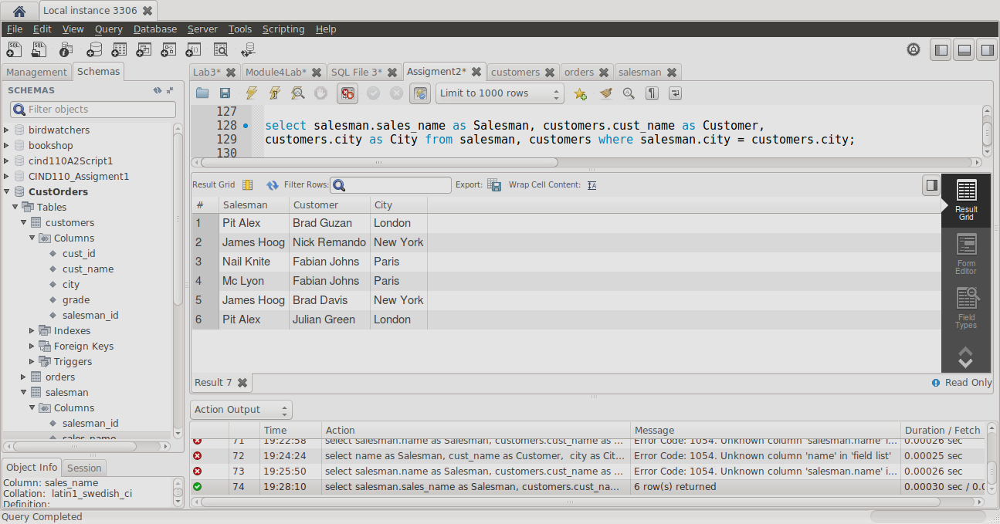 Local instance 3306
File Edit View Query Database Server Tools Scripting Help
Management Schemas
Lab3* Module4Lab* SQL File 3* Assigment2* customers orders salesman
SCHEMAS
Filter objects
birdwatchers
bookshop
cind110A2Script1
CIND110_Assigment1
CustOrders
Tables
customers
Columns
cust_id
cust_name
city
grade
salesman_id
Indexes
Foreign Keys
Triggers
orders
salesman
Columns
salesman_id
sales_name
Object Info Session
Column: sales_name
Collation: latin1_swedish_ci
Definition:
Limit to 1000 rows
127
128 select salesman.sales_name as Salesman, customers.cust_name as Customer,
129 customers.city as City from salesman, customers where salesman.city = customers.city;
130
Result Grid Filter Rows: Export: Wrap Cell Content:
# Salesman Customer City
1 Pit Alex Brad Guzan London
2 James Hoog Nick Remando New York
3 Nail Knite Fabian Johns Paris
4 Mc Lyon Fabian Johns Paris
5 James Hoog Brad Davis New York
6 Pit Alex Julian Green London
Result
Grid
Form
Editor
Field
Types
Result 7 Read Only
Action Output
Time Action Message Duration / Fetch
71 19:22:58 select salesman.name as Salesman, customers.cust_name as ... Error Code: 1054. Unknown column 'salesman.name' i... 0.00026 sec
72 19:24:24 select name as Salesman, cust_name as Customer, city as Cit... Error Code: 1054. Unknown column 'name' in 'field list' 0.00025 sec
73 19:25:50 select salesman.name as Salesman, customers.cust_name as ... Error Code: 1054. Unknown column 'salesman.name' i... 0.00026 sec
74 19:28:10 select salesman.sales_name as Salesman, customers.cust_na... 6 row(s) returned 0.00030 sec / 0.0
Query Completed